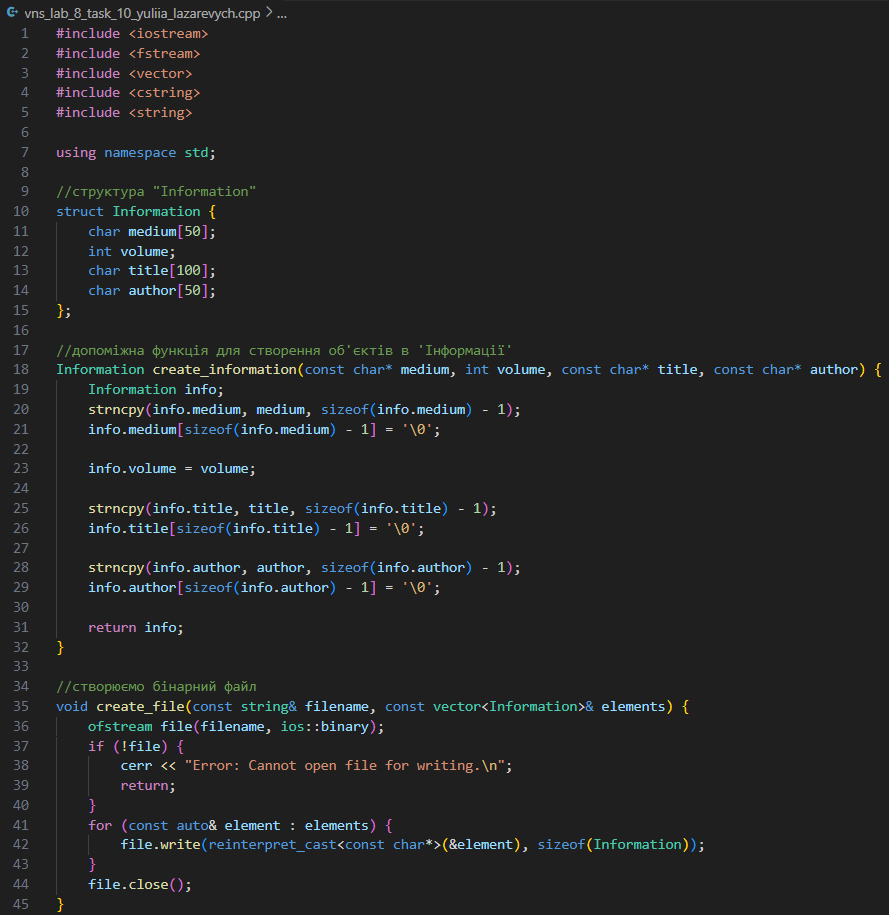 vns_lab_8_task_10_yuliia_lazarevych.cpp > ...
1 #include <iostream>
2 #include <fstream>
3 #include <vector>
4 #include <cstring>
5 #include <string>
6
7 using namespace std;
8
9 //структура "Information"
10 struct Information {
11     char medium[50];
12     int volume;
13     char title[100];
14     char author[50];
15 };
16
17 //допоміжна функція для створення об'єктів в 'Інформації'
18 Information create_information(const char* medium, int volume, const char* title, const char* author) {
19     Information info;
20     strncpy(info.medium, medium, sizeof(info.medium) - 1);
21     info.medium[sizeof(info.medium) - 1] = '\0';
22
23     info.volume = volume;
24
25     strncpy(info.title, title, sizeof(info.title) - 1);
26     info.title[sizeof(info.title) - 1] = '\0';
27
28     strncpy(info.author, author, sizeof(info.author) - 1);
29     info.author[sizeof(info.author) - 1] = '\0';
30
31     return info;
32 }
33
34 //створюємо бінарний файл
35 void create_file(const string& filename, const vector<Information>& elements) {
36     ofstream file(filename, ios::binary);
37     if (!file) {
38         cerr << "Error: Cannot open file for writing.\n";
39         return;
40     }
41     for (const auto& element : elements) {
42         file.write(reinterpret_cast<const char*>(&element), sizeof(Information));
43     }
44     file.close();
45 }